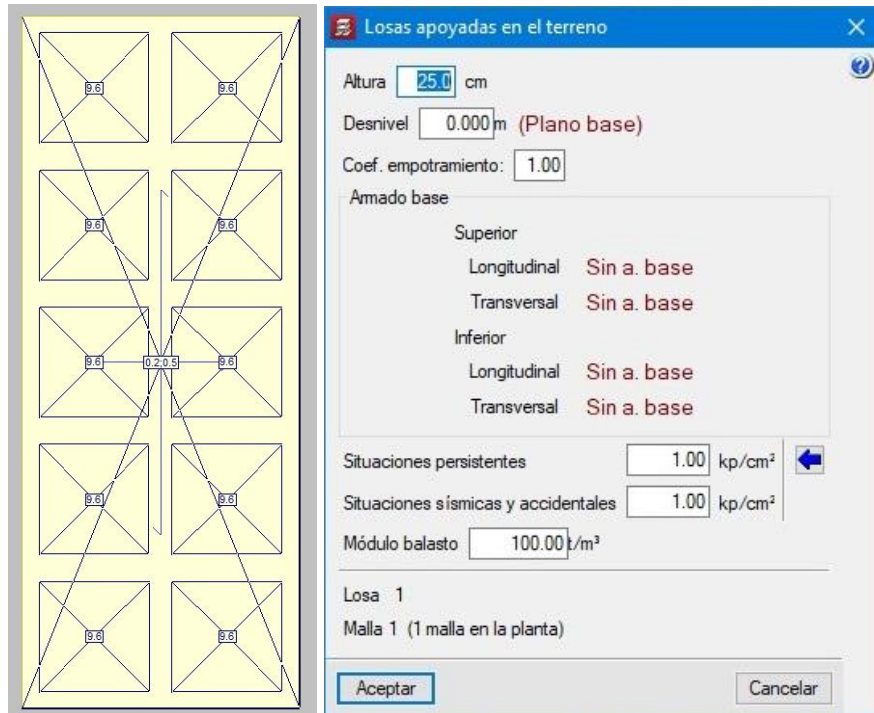 9.6 9.6
9.6 9.6
9.6 0.2;0.5 9.6
9.6 9.6
9.6 9.6
Losas apoyadas en el terreno
Altura 25.0 cm
Desnivel 0.000 m (Plano base)
Coef. empotramiento: 1.00
Armado base
Superior
Longitudinal Sin a. base
Transversal Sin a. base
Inferior
Longitudinal Sin a. base
Transversal Sin a. base
Situaciones persistentes 1.00 kp/cm²
Situaciones sísmicas y accidentales 1.00 kp/cm²
Módulo balasto 100.00 t/m³
Losa 1
Malla 1 (1 malla en la planta)
Aceptar Cancelar